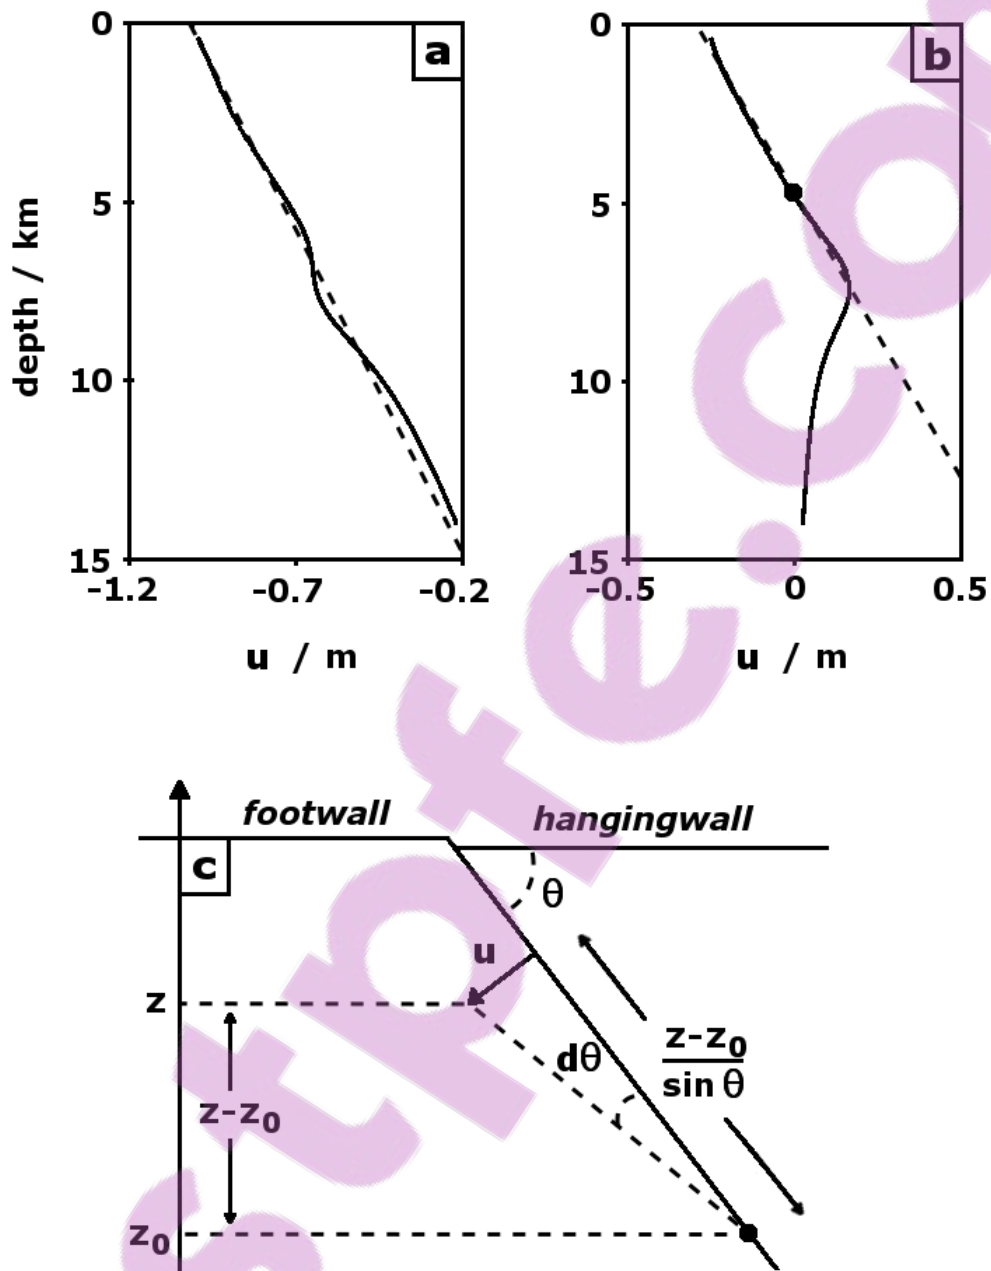 a
0
5
10
15
-1.2
-0.7
-0.2
depth / km
u / m
b
0
5
10
15
-0.5
0
0.5
u / m
footwall
hangingwall
c
θ
u
z
dθ
z-z0
sin θ
z-z0
z0